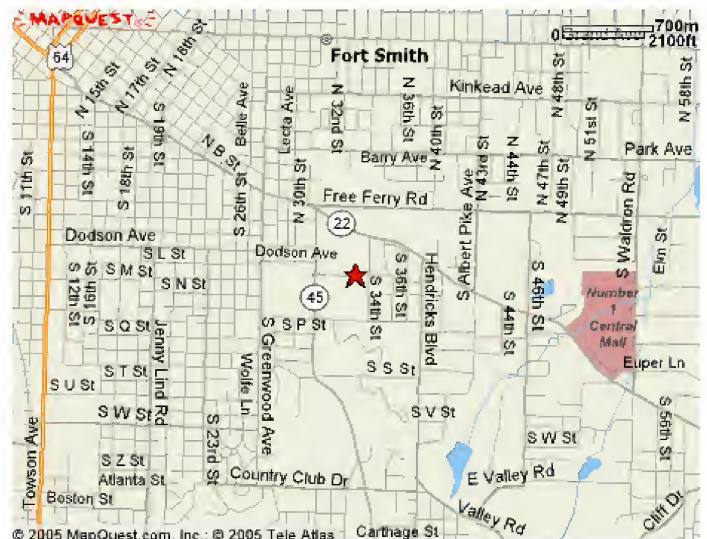 MAPQUEST
700m
0
2100ft
64
Fort Smith
N 18th St
N 17th St
N 15th St
Kinkead Ave
N 48th St
N 58th St
S 11th St
S 14th St
S 18th St
S 19th St
N B St
Belle Ave
Lecta Ave
N 32nd St
N 36th St
N 40th St
N 51st St
Barry Ave
N 43rd St
N 44th St
N 47th St
N 49th St
Park Ave
S 26th St
N 30th St
Free Ferry Rd
22
S Albert Pike Ave
S Waldron Rd
Elm St
Dodson Ave
S L St
Dodson Ave
S 12th St
S 16th St
S M St
S N St
45
S 34th St
S 36th St
Hendricks Blvd
S 44th St
S 46th St
Number
1
Central
Mall
S Q St
Jenny Lind Rd
S P St
S Greenwood Ave
Wolfe Ln
S T St
S S St
Euper Ln
S U St
S W St
S 23rd St
S V St
S W St
S 56th St
Towson Ave
S Z St
Atlanta St
Country Club Dr
E Valley Rd
Boston St
Valley Rd
Cliff Dr
© 2005 MapQuest.com, Inc.; © 2005 Tele Atlas
Carthage St